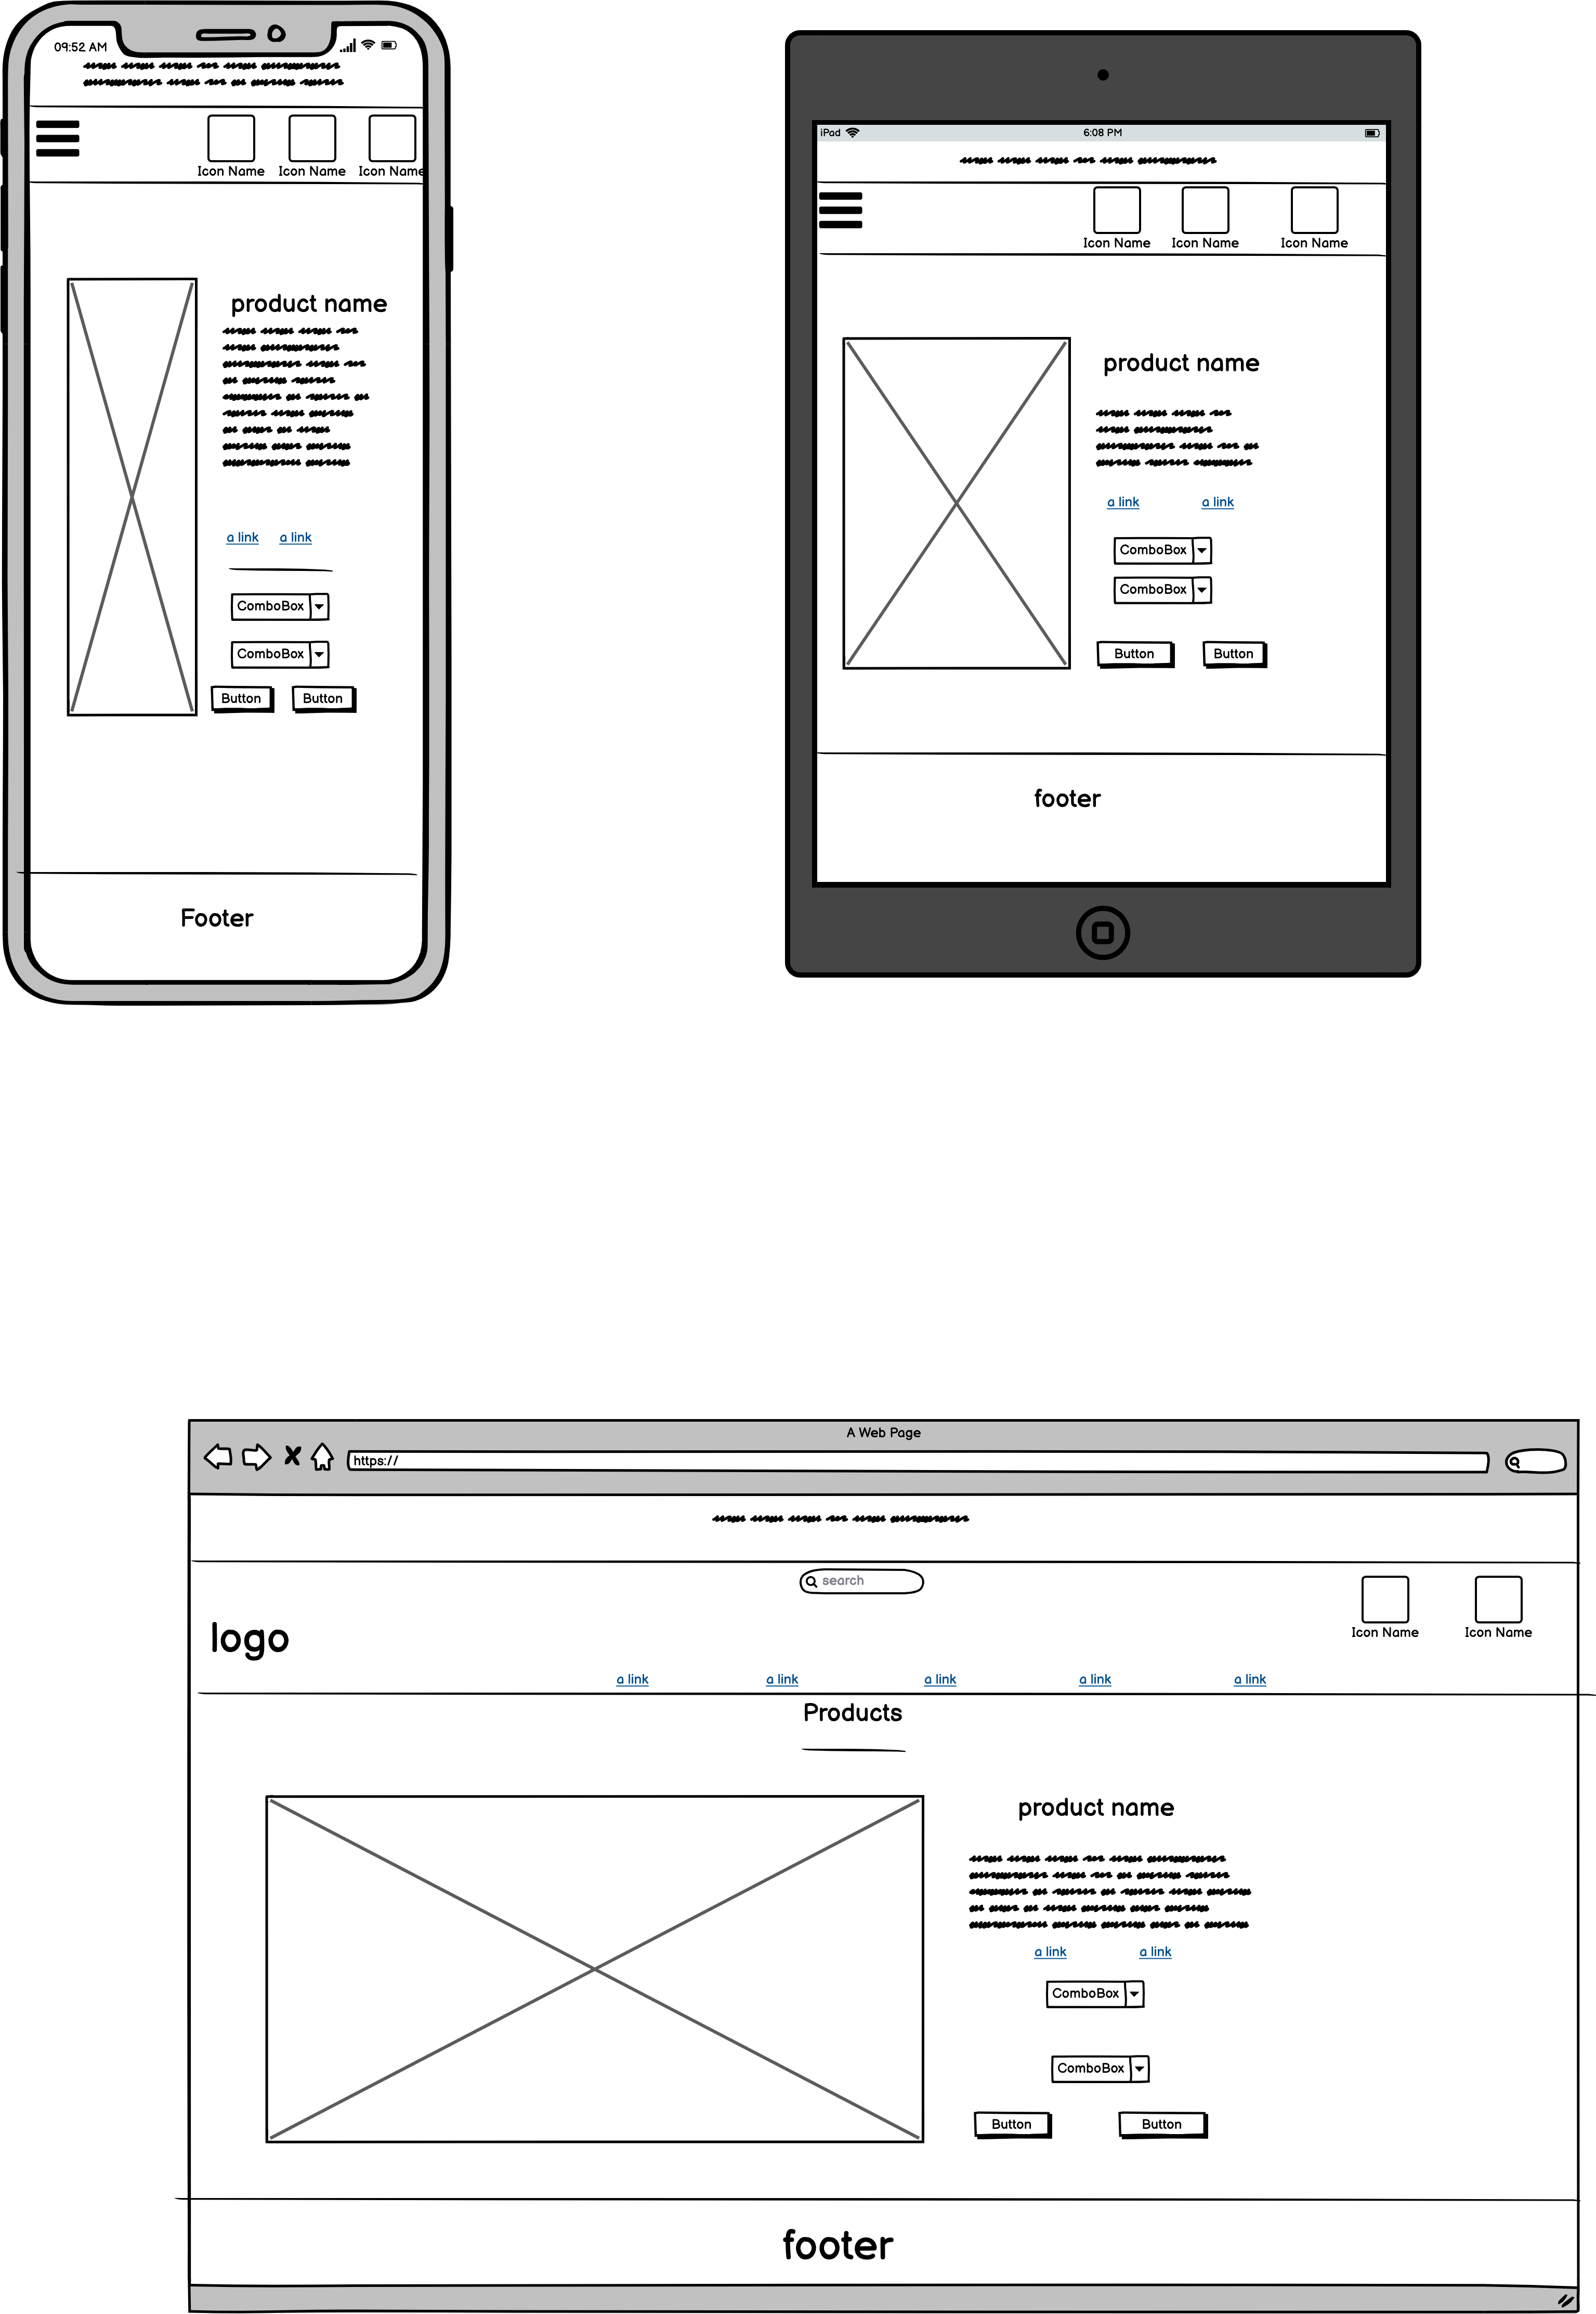 09:52 AM
Icon Name Icon Name Icon Name
product name
a link a link
ComboBox
ComboBox
Button Button
Footer
iPad 6:08 PM
Icon Name Icon Name Icon Name
product name
a link a link
ComboBox
ComboBox
Button Button
footer
A Web Page
https://
search
Icon Name Icon Name
logo
a link a link a link a link a link
Products
product name
a link a link
ComboBox
ComboBox
Button Button
footer